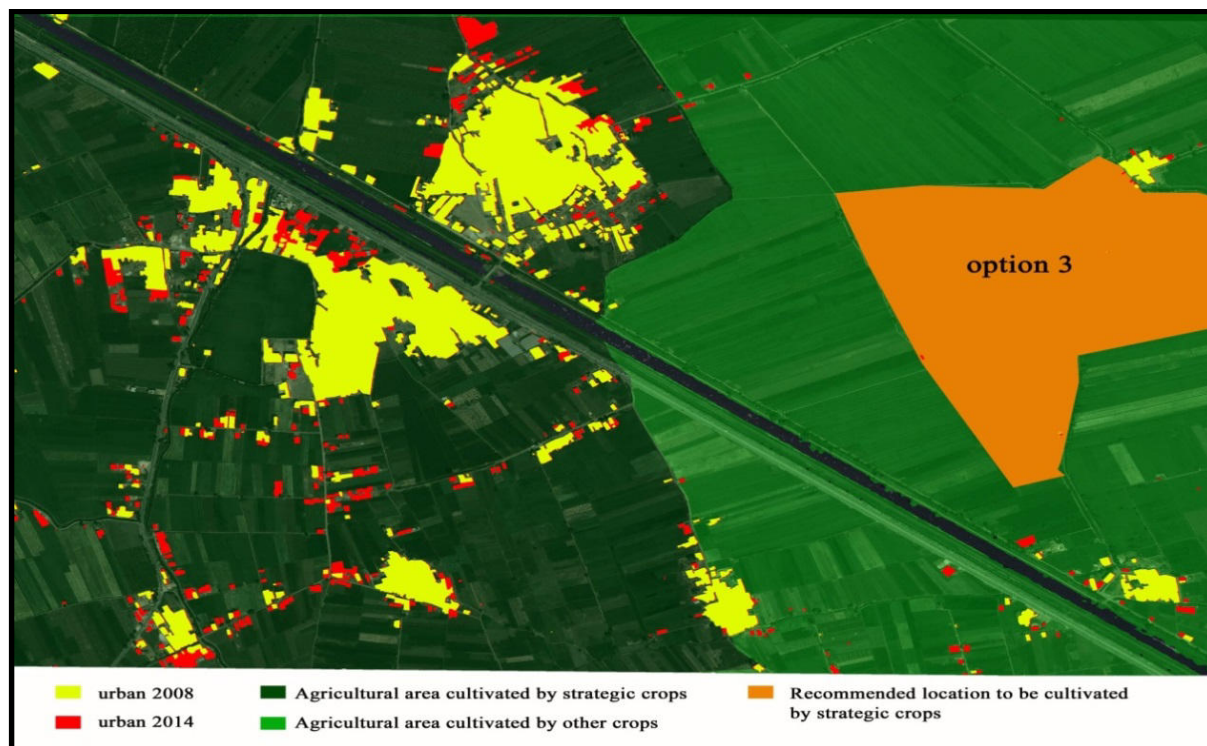 option 3
urban 2008
Agricultural area cultivated by strategic crops
Recommended location to be cultivated
by strategic crops
urban 2014
Agricultural area cultivated by other crops